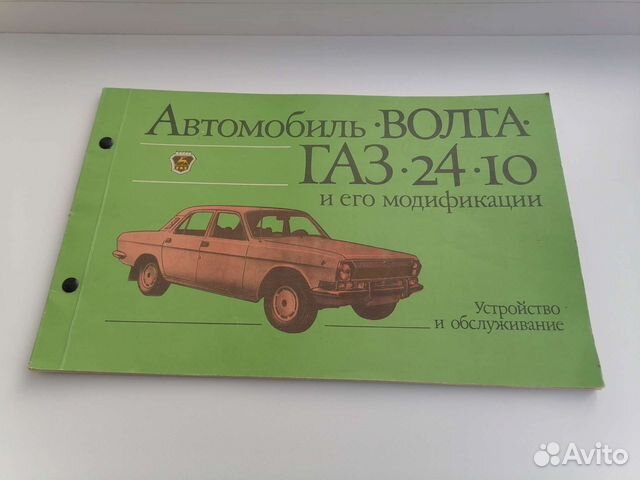 Автомобиль · ВОЛГА ·
ГАЗ · 24 · 10
и его модификации
Устройство
и обслуживание
Avito